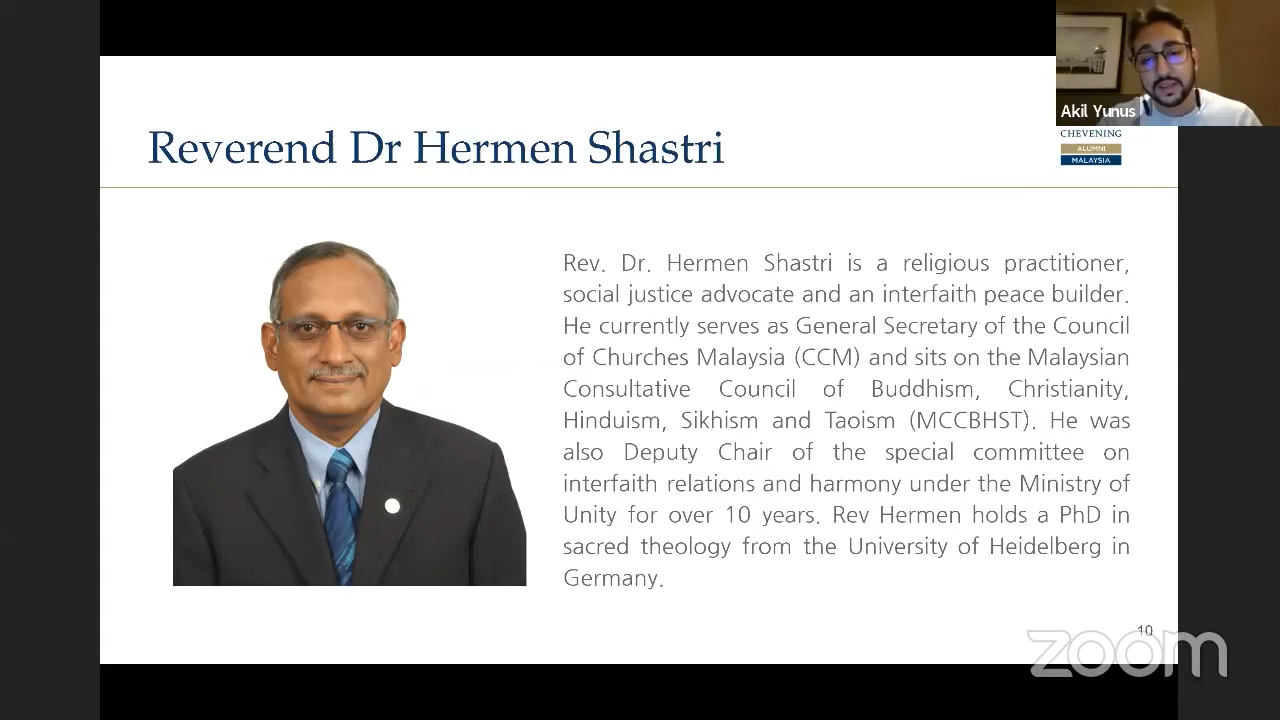 Akil Yunus
CHEVENING
ALUMNI
MALAYSIA
Reverend Dr Hermen Shastri
Rev. Dr. Hermen Shastri is a religious practitioner,
social justice advocate and an interfaith peace builder.
He currently serves as General Secretary of the Council
of Churches Malaysia (CCM) and sits on the Malaysian
Consultative Council of Buddhism, Christianity,
Hinduism, Sikhism and Taoism (MCCBHST). He was
also Deputy Chair of the special committee on
interfaith relations and harmony under the Ministry of
Unity for over 10 years. Rev Hermen holds a PhD in
sacred theology from the University of Heidelberg in
Germany.
10
zoom